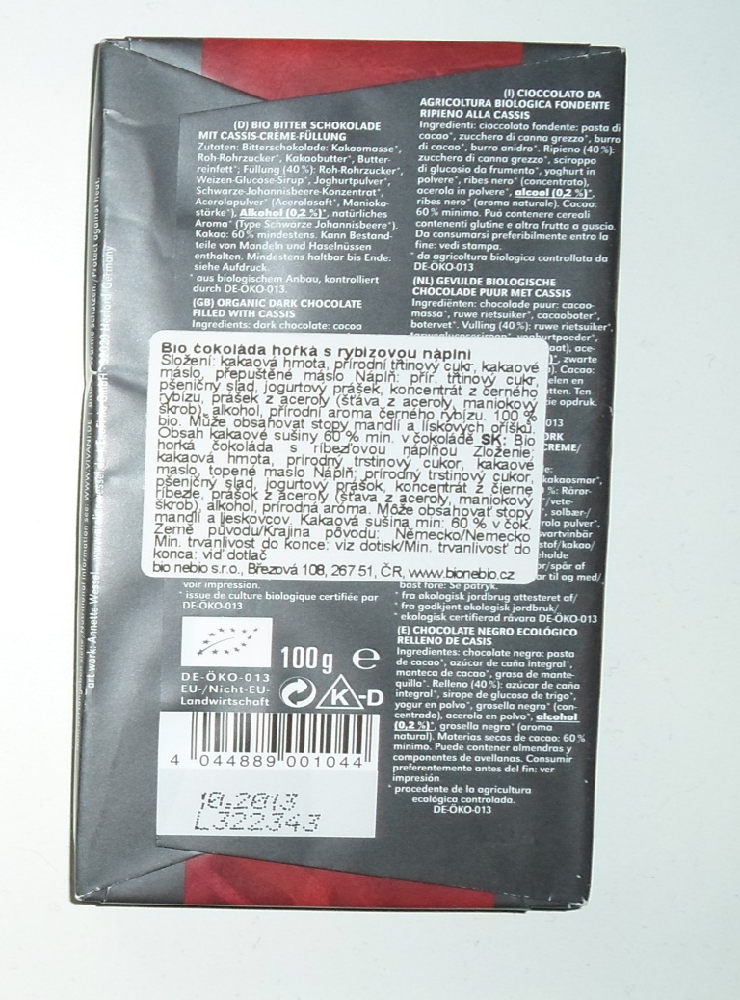 (D) BIO BITTER SCHOKOLADE
MIT CASSIS-CRÈME-FÜLLUNG
Zutaten: Bitterschokolade: Kakaomasse*,
Roh-Rohrzucker*, Kakaobutter*, Butter-
reinfett*; Füllung (40 %): Roh-Rohrzucker*,
Weizen-Glucose-Sirup*, Joghurtpulver*,
Schwarze-Johannisbeere-Konzentrat*,
Acerolapulver* (Acerolasaft*, Manioka-
stärke*), Alkohol (0,2 %)*, natürliches
Aroma* (Type Schwarze Johannisbeere*).
Kakao: 60 % mindestens. Kann Bestand-
teile von Mandeln und Haselnüssen
enthalten. Mindestens haltbar bis Ende:
siehe Aufdruck.
* aus biologischem Anbau, kontrolliert
durch DE-ÖKO-013.
(GB) ORGANIC DARK CHOCOLATE
FILLED WITH CASSIS
Ingredients: dark chocolate: cocoa
(I) CIOCCOLATO DA
AGRICOLTURA BIOLOGICA FONDENTE
RIPIENO ALLA CASSIS
Ingredienti: cioccolato fondente: pasta di
cacao*, zucchero di canna grezzo*, burro
di cacao*, burro anidro*. Ripieno (40 %):
zucchero di canna grezzo*, sciroppo
di glucosio da frumento*, yoghurt in
polvere*, ribes nero* (concentrato),
acerola in polvere*, alcool (0,2 %)*,
ribes nero* (aroma naturale). Cacao:
60 % minimo. Può contenere cereali
contenenti glutine e altra frutta a guscio.
Da consumarsi preferibilmente entro la
fine: vedi stampa.
* da agricoltura biologica controllata da
DE-ÖKO-013
(NL) GEVULDE BIOLOGISCHE
CHOCOLADE PUUR MET CASSIS
Ingrediënten: chocolade puur: cacao-
massa*, ruwe rietsuiker*, cacaoboter*,
botervet*. Vulling (40 %): ruwe rietsuiker*,
yoghurtpoeder*,
Bio čokoláda hořká s rybízovou náplní
Složení: kakaová hmota, přírodní třtinový cukr, kakaové
máslo, přepuštěné máslo Náplň: přír. třtinový cukr,
pšeničný slad, jogurtový prášek, koncentrát z černého
rybízu, prášek z aceroly (šťáva z aceroly, maniokový
škrob), alkohol, přírodní aroma černého rybízu. 100 %
bio. Může obsahovat stopy mandlí a lískových oříšků.
Obsah kakaové sušiny 60 % min. v čokoládě SK: Bio
horká čokoláda s ríbezľovou náplňou Zloženie:
kakaová hmota, prírodný trstinový cukor, kakaové
maslo, topené maslo Náplň: prírodný trstinový cukor,
pšeničný slad, jogurtový prášok, koncentrát z čierne
ríbezle, prášok z aceroly (šťava z aceroly, maniokový
škrob), alkohol, prírodná aróma. Môže obsahovať stopy
mandlí a lieskovcov. Kakaová sušina min: 60 % v čok.
Země původu/Krajina pôvodu: Německo/Nemecko
Min. trvanlivost do konce: viz dotisk/Min. trvanlivosť do
konca: viď dotlač
bio nebio s.r.o., Březová 108, 267 51, ČR, www.bionebio.cz
voir impression.
* issue de culture biologique certifiée par
DE-ÖKO-013
DE-ÖKO-013
EU-/Nicht-EU-
Landwirtschaft
100 g e
K-D
4 044889 001044
10.2013
L322343
* fra økologisk jordbrug attesteret af/
* fra godkjent økologisk jordbruk/
* ekologisk certifierad råvara DE-ÖKO-013
(E) CHOCOLATE NEGRO ECOLÓGICO
RELLENO DE CASIS
Ingredientes: chocolate negro: pasta
de cacao*, azúcar de caña integral*,
manteca de cacao*, grasa de mante-
quilla*. Relleno (40 %): azúcar de caña
integral*, sirope de glucosa de trigo*,
yogur en polvo*, grosella negra* (con-
centrado), acerola en polvo*, alcohol
(0,2 %)*, grosella negra* (aroma
natural). Materias secas de cacao: 60 %
mínimo. Puede contener almendras y
componentes de avellanas. Consumir
preferentemente antes del fin: ver
impresión
* procedente de la agricultura
ecológica controlada.
DE-ÖKO-013